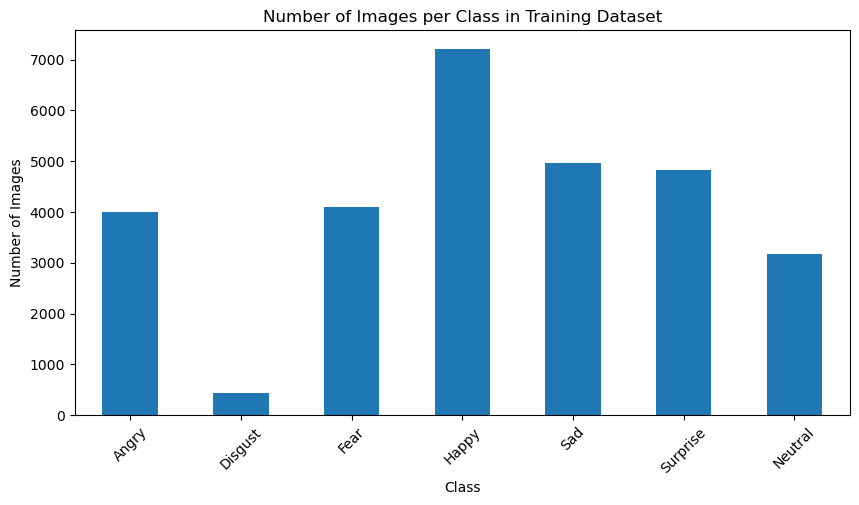 Number of Images per Class in Training Dataset
Number of Images
7000
6000
5000
4000
3000
2000
1000
0
Angry
Disgust
Fear
Happy
Sad
Surprise
Neutral
Class